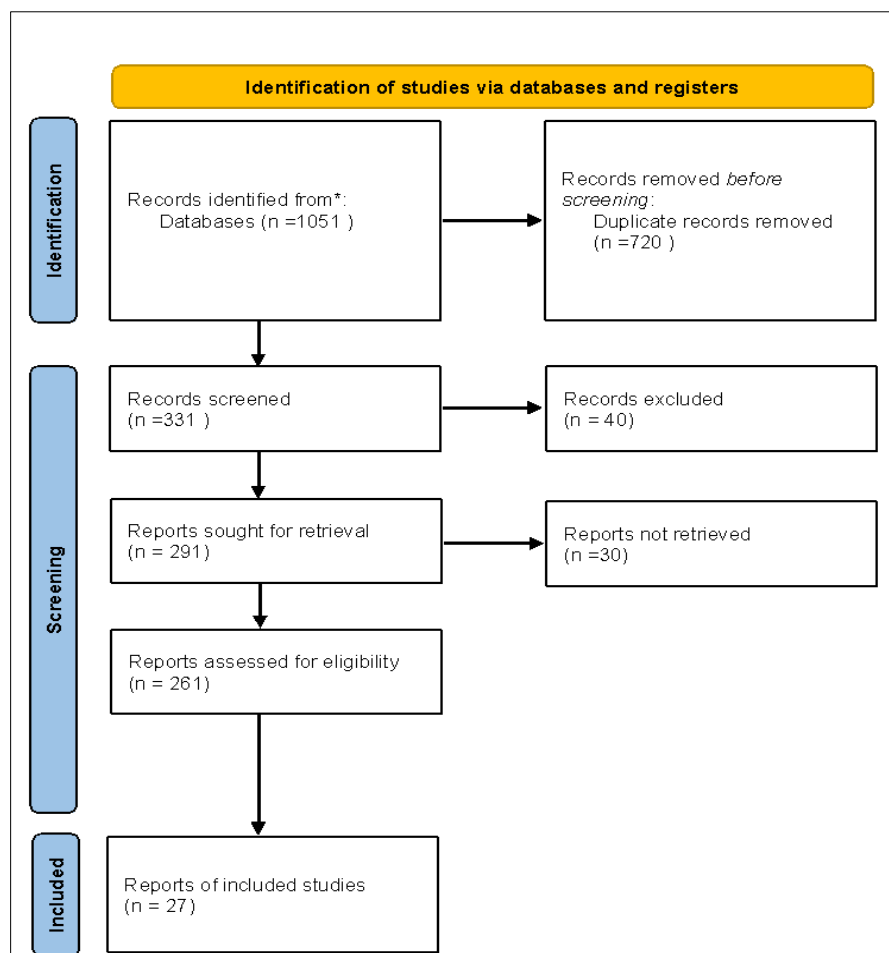 Identification of studies via databases and registers
Identification
Records identified from*:
Databases (n =1051 )
Records removed before
screening:
Duplicate records removed
(n =720 )
Screening
Records screened
(n =331 )
Records excluded
(n = 40)
Reports sought for retrieval
(n = 291)
Reports not retrieved
(n =30)
Reports assessed for eligibility
(n = 261)
Included
Reports of included studies
(n = 27)